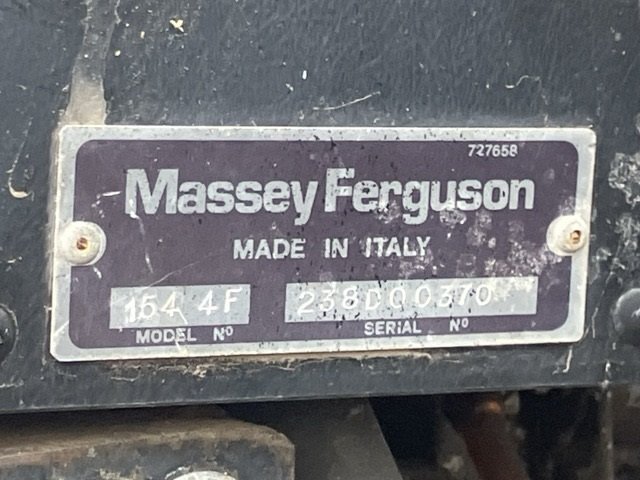 727658
Massey Ferguson
MADE IN ITALY
154 4F 238D00370
MODEL Nº SERIAL Nº